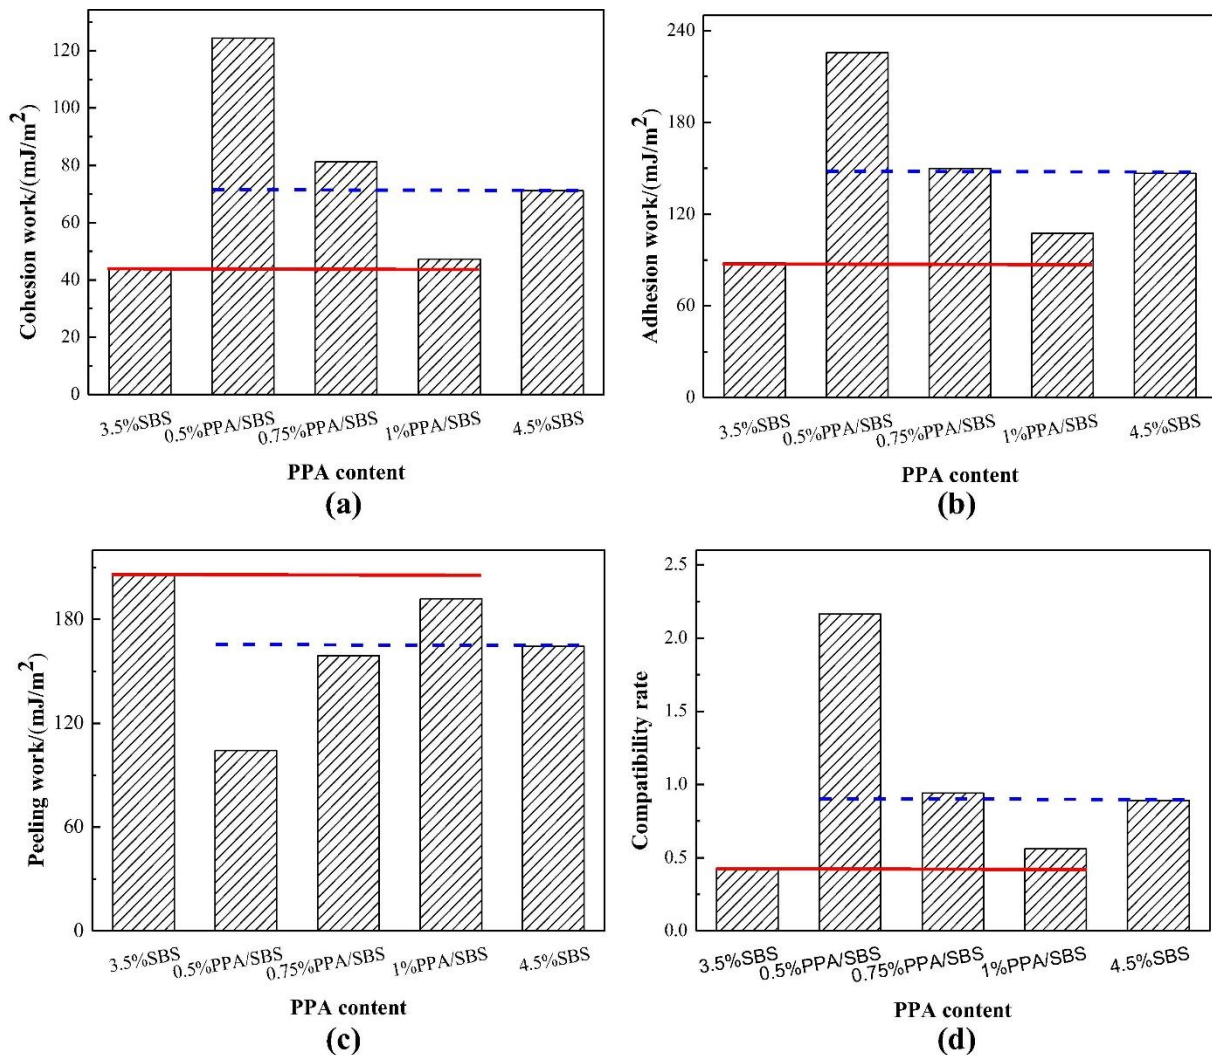 120
100
80
60
40
20
0
Cohesion work/(mJ/m²)
3.5%SBS 0.5%PPA/SBS 0.75%PPA/SBS 1%PPA/SBS 4.5%SBS
PPA content
(a)
240
180
120
60
0
Adhesion work/(mJ/m²)
3.5%SBS 0.5%PPA/SBS 0.75%PPA/SBS 1%PPA/SBS 4.5%SBS
PPA content
(b)
180
120
60
0
Peeling work/(mJ/m²)
3.5%SBS 0.5%PPA/SBS 0.75%PPA/SBS 1%PPA/SBS 4.5%SBS
PPA content
(c)
2.5
2.0
1.5
1.0
0.5
0.0
Compatibility rate
3.5%SBS 0.5%PPA/SBS 0.75%PPA/SBS 1%PPA/SBS 4.5%SBS
PPA content
(d)